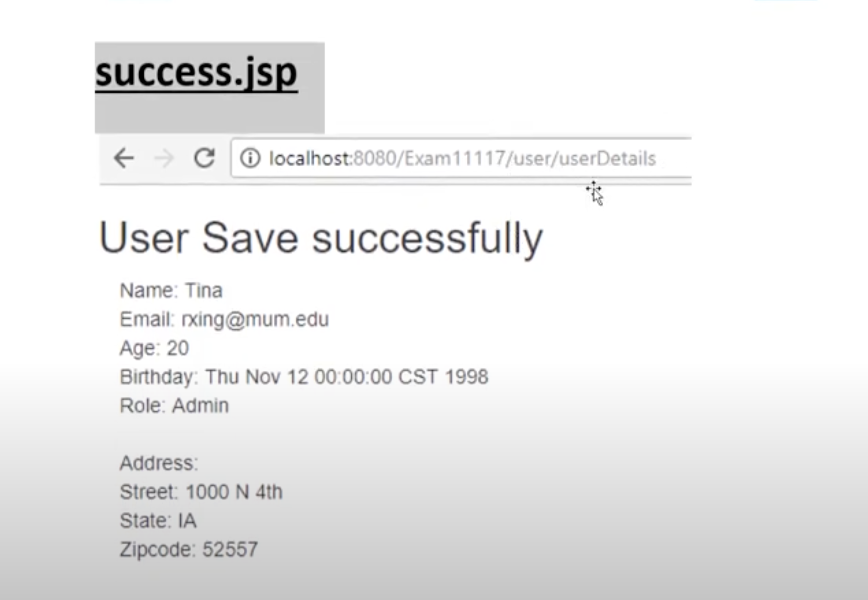 success.jsp
localhost:8080/Exam11117/user/userDetails
User Save successfully
Name: Tina
Email: rxing@mum.edu
Age: 20
Birthday: Thu Nov 12 00:00:00 CST 1998
Role: Admin
Address:
Street: 1000 N 4th
State: IA
Zipcode: 52557